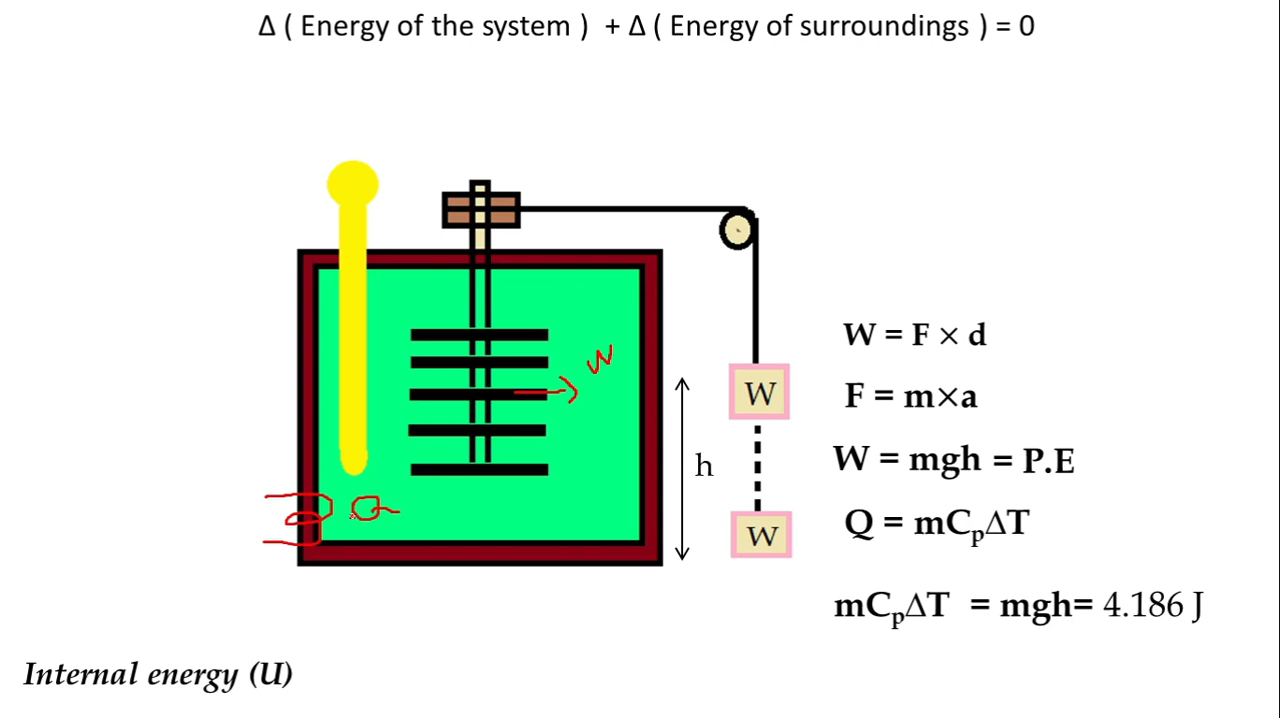 Δ ( Energy of the system ) + Δ ( Energy of surroundings ) = 0
W
W = F × d
W
F = m×a
h
W = mgh = P.E
Q
Q = mCpΔT
W
mCpΔT = mgh= 4.186 J
Internal energy (U)